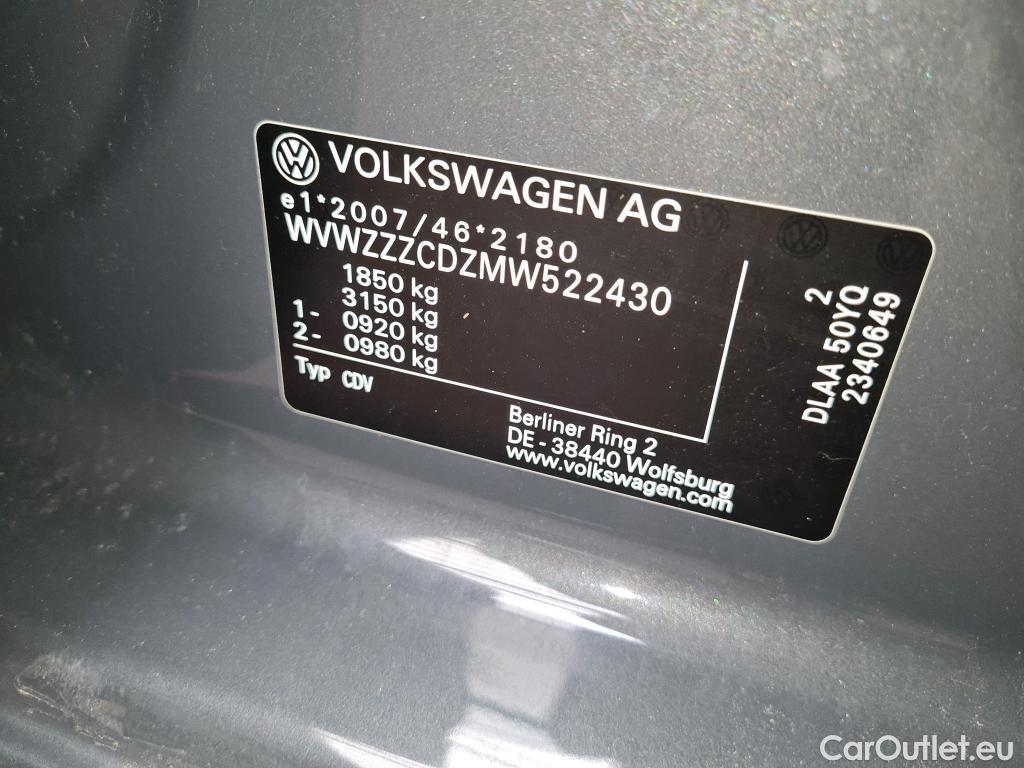 VOLKSWAGEN AG
e1*2007/46*2180
WVWZZZCDZMW522430
1850 kg
3150 kg
1- 0920 kg
2- 0980 kg
Typ CDV
Berliner Ring 2
DE - 38440 Wolfsburg
www.volkswagen.com
2
DLAA 50YQ
2340649
CarOutlet.eu